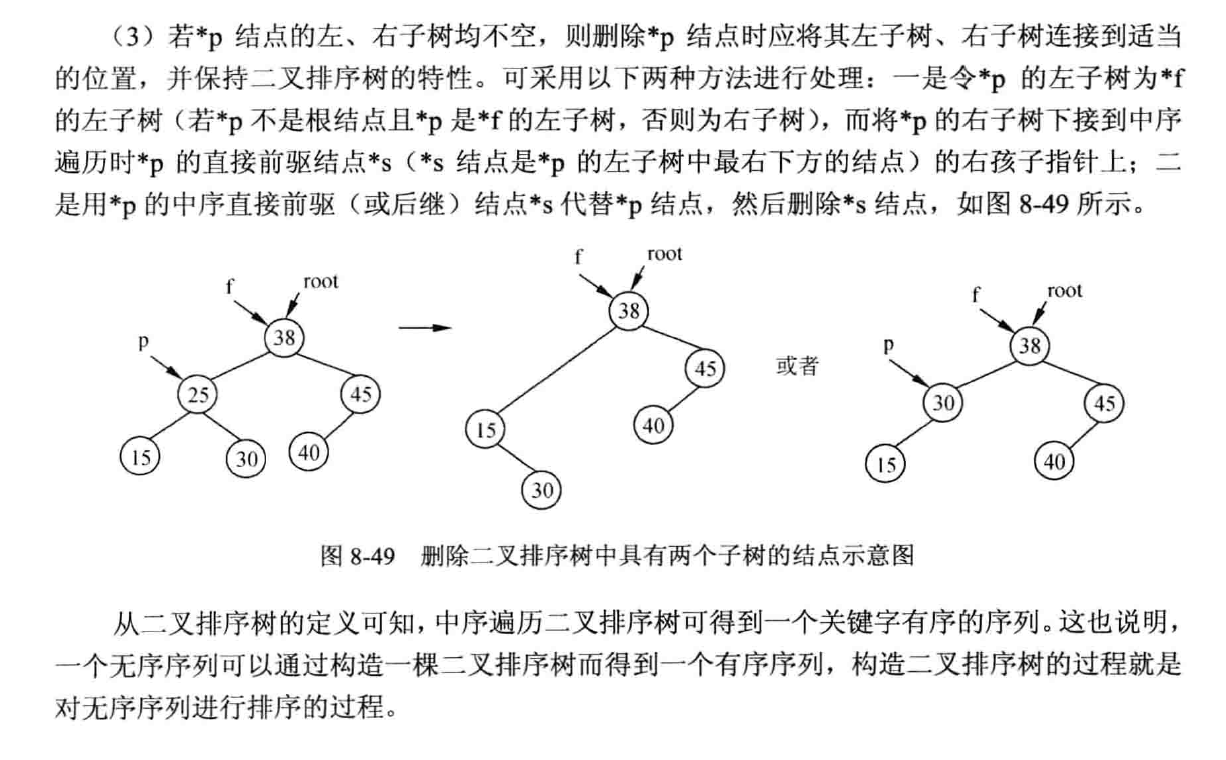 （3）若*p 结点的左、右子树均不空，则删除*p 结点时应将其左子树、右子树连接到适当
的位置，并保持二叉排序树的特性。可采用以下两种方法进行处理：一是令*p 的左子树为*f
的左子树（若*p 不是根结点且*p 是*f 的左子树，否则为右子树），而将*p 的右子树下接到中序
遍历时*p 的直接前驱结点*s（*s 结点是*p 的左子树中最右下方的结点）的右孩子指针上；二
是用*p 的中序直接前驱（或后继）结点*s 代替*p 结点，然后删除*s 结点，如图 8-49 所示。
f root
38
p
25 45
15 30 40
f root
38
45
15 40
30
或者
f root
38
p
30 45
15 40
图 8-49 删除二叉排序树中具有两个子树的结点示意图
从二叉排序树的定义可知，中序遍历二叉排序树可得到一个关键字有序的序列。这也说明，
一个无序序列可以通过构造一棵二叉排序树而得到一个有序序列，构造二叉排序树的过程就是
对无序序列进行排序的过程。